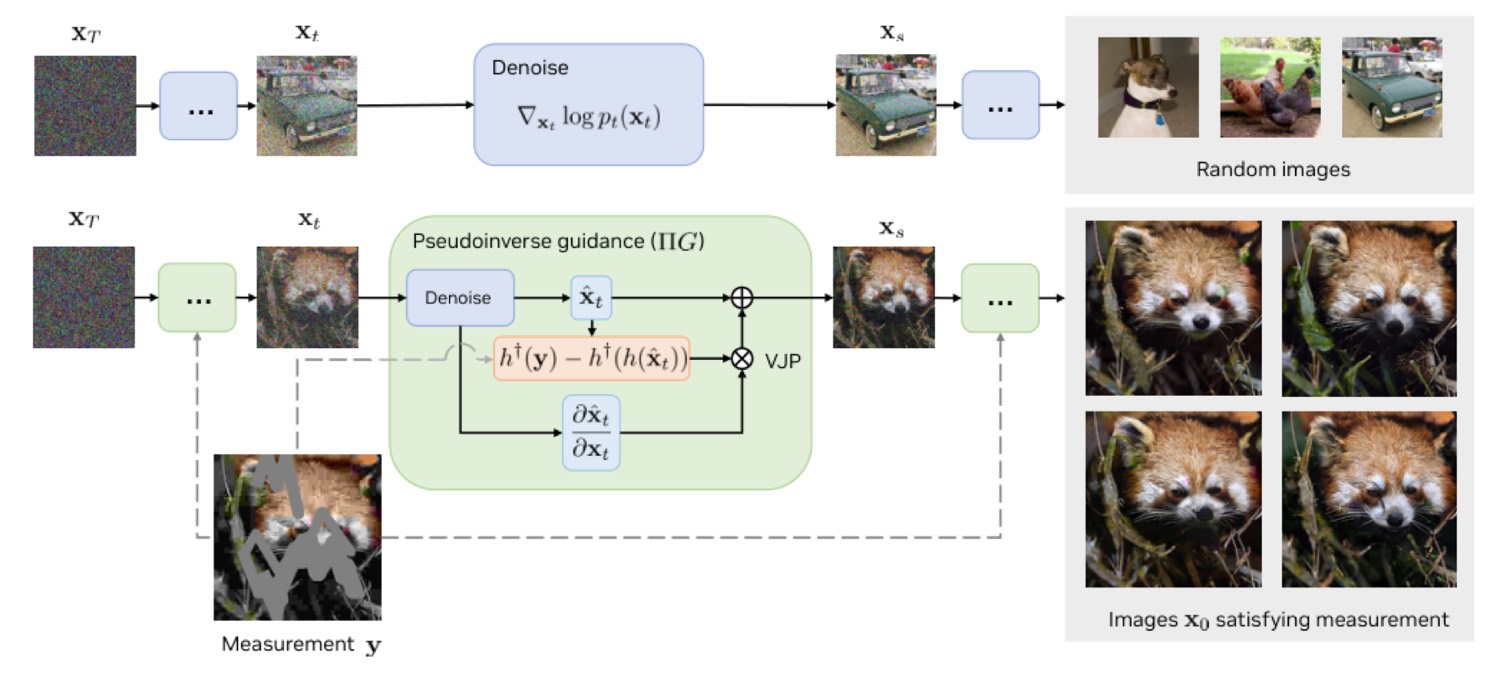 𝐱_T
𝐱_t
Denoise
∇_{𝐱_t} log p_t(𝐱_t)
𝐱_s
...
...
Random images
𝐱_T
𝐱_t
Pseudoinverse guidance (ΠG)
𝐱_s
...
Denoise
𝐱̂_t
⊕
...
h†(𝐲) − h†(h(𝐱̂_t))
⊗ VJP
∂𝐱̂_t
∂𝐱_t
Images 𝐱_0 satisfying measurement
Measurement 𝐲